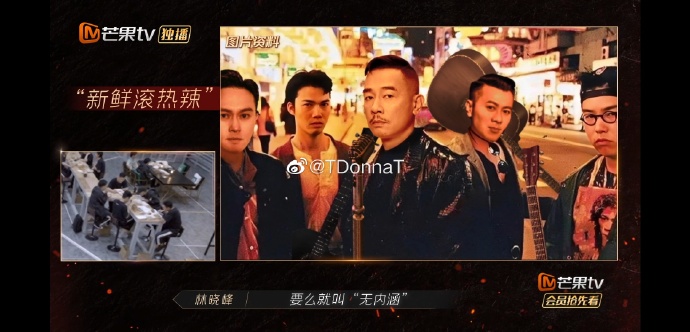 芒果tv 独播
图片资料
“新鲜滚热辣”
@TDonnaT
林晓峰
要么就叫“无内涵”
芒果tv
会员抢先看